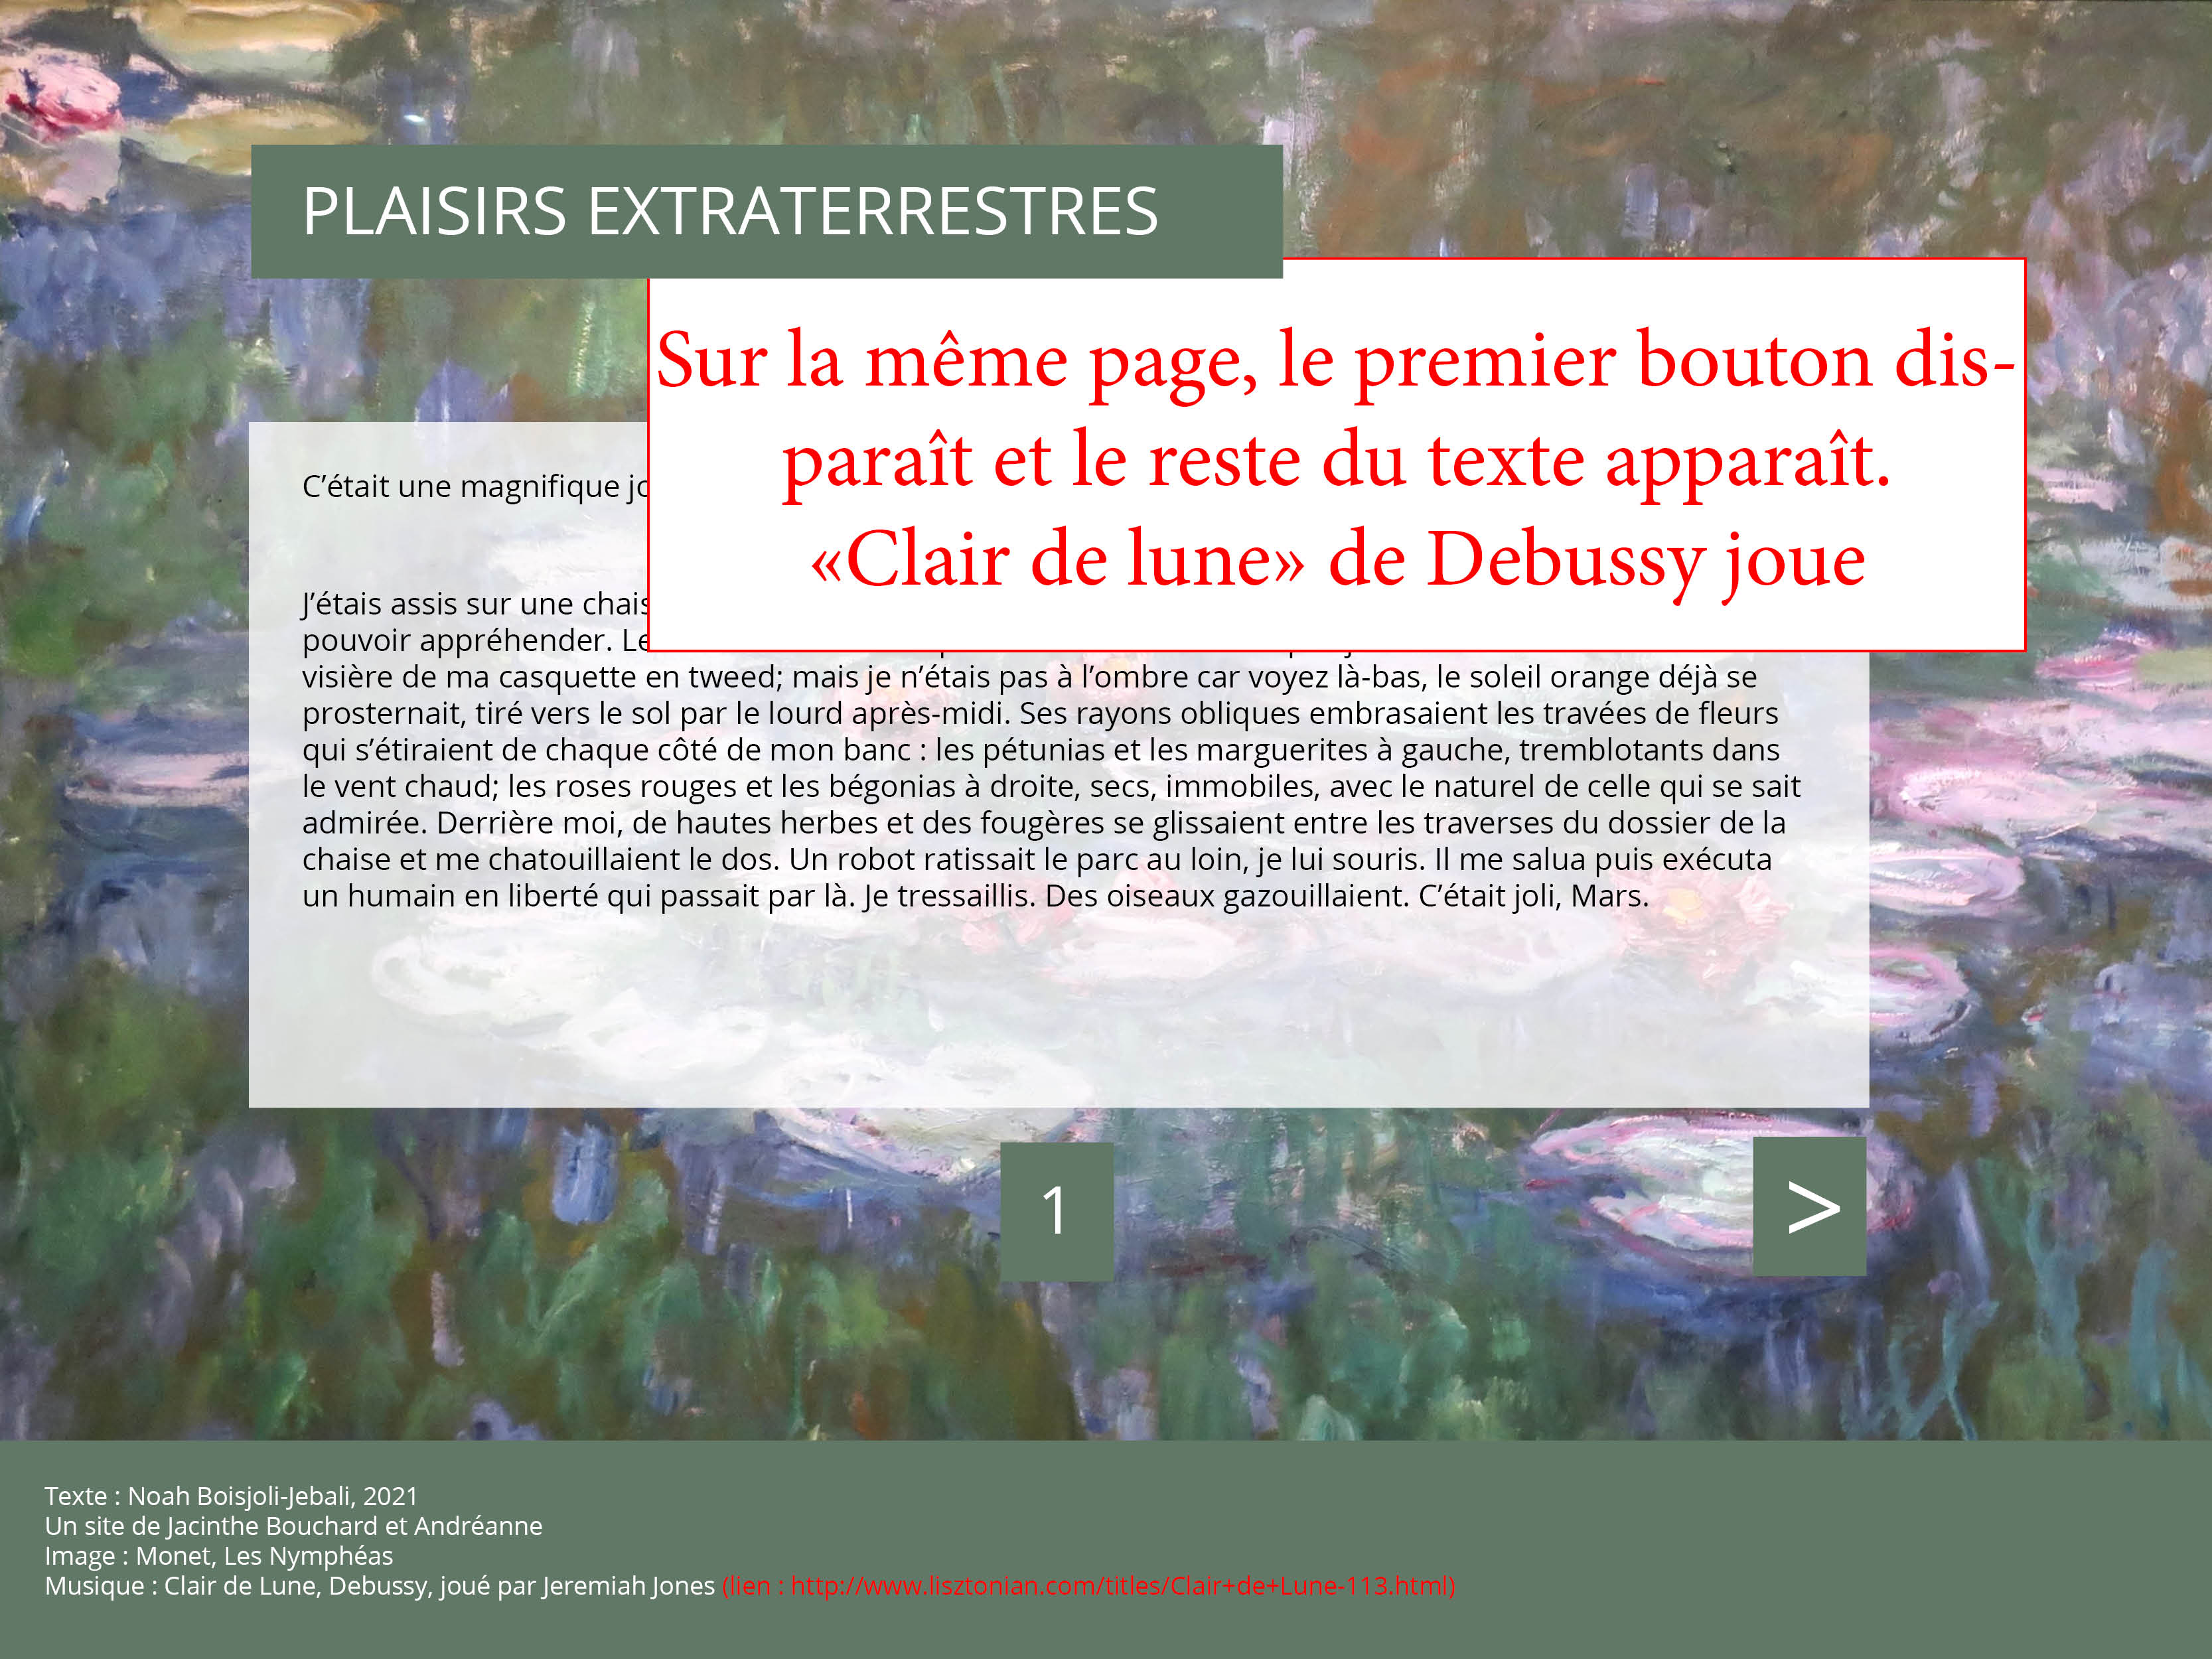 PLAISIRS EXTRATERRESTRES
Sur la même page, le premier bouton dis-
paraît et le reste du texte apparaît.
«Clair de lune» de Debussy joue
C’était une magnifique
J’étais assis sur une
pouvoir appréhender.
visière de ma casquette en tweed; mais je n’étais pas à l’ombre car voyez là-bas, le soleil orange déjà se
prosternait, tiré vers le sol par le lourd après-midi. Ses rayons obliques embrasaient les travées de fleurs
qui s’étiraient de chaque côté de mon banc : les pétunias et les marguerites à gauche, tremblotants dans
le vent chaud; les roses rouges et les bégonias à droite, secs, immobiles, avec le naturel de celle qui se sait
admirée. Derrière moi, de hautes herbes et des fougères se glissaient entre les traverses du dossier de la
chaise et me chatouillaient le dos. Un robot ratissait le parc au loin, je lui souris. Il me salua puis exécuta
un humain en liberté qui passait par là. Je tressaillis. Des oiseaux gazouillaient. C’était joli, Mars.
1
>
Texte : Noah Boisjoli-Jebali, 2021
Un site de Jacinthe Bouchard et Andréanne
Image : Monet, Les Nymphéas
Musique : Clair de Lune, Debussy, joué par Jeremiah Jones (lien : http://www.lisztonian.com/titles/Clair+de+Lune-113.html)